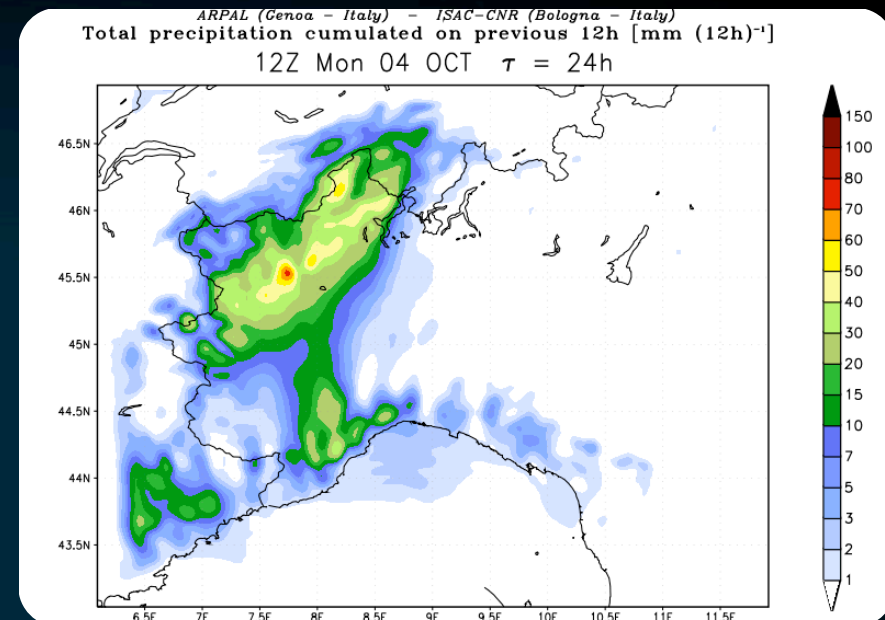 ARPAL (Genoa – Italy) – ISAC–CNR (Bologna – Italy)
Total precipitation cumulated on previous 12h [mm (12h)⁻¹]
12Z Mon 04 OCT τ = 24h
150
100
80
70
60
50
40
30
20
15
10
7
5
3
2
1
46.5N
46N
45.5N
45N
44.5N
44N
43.5N
6.5E 7E 7.5E 8E 8.5E 9E 9.5E 10E 10.5E 11E 11.5E